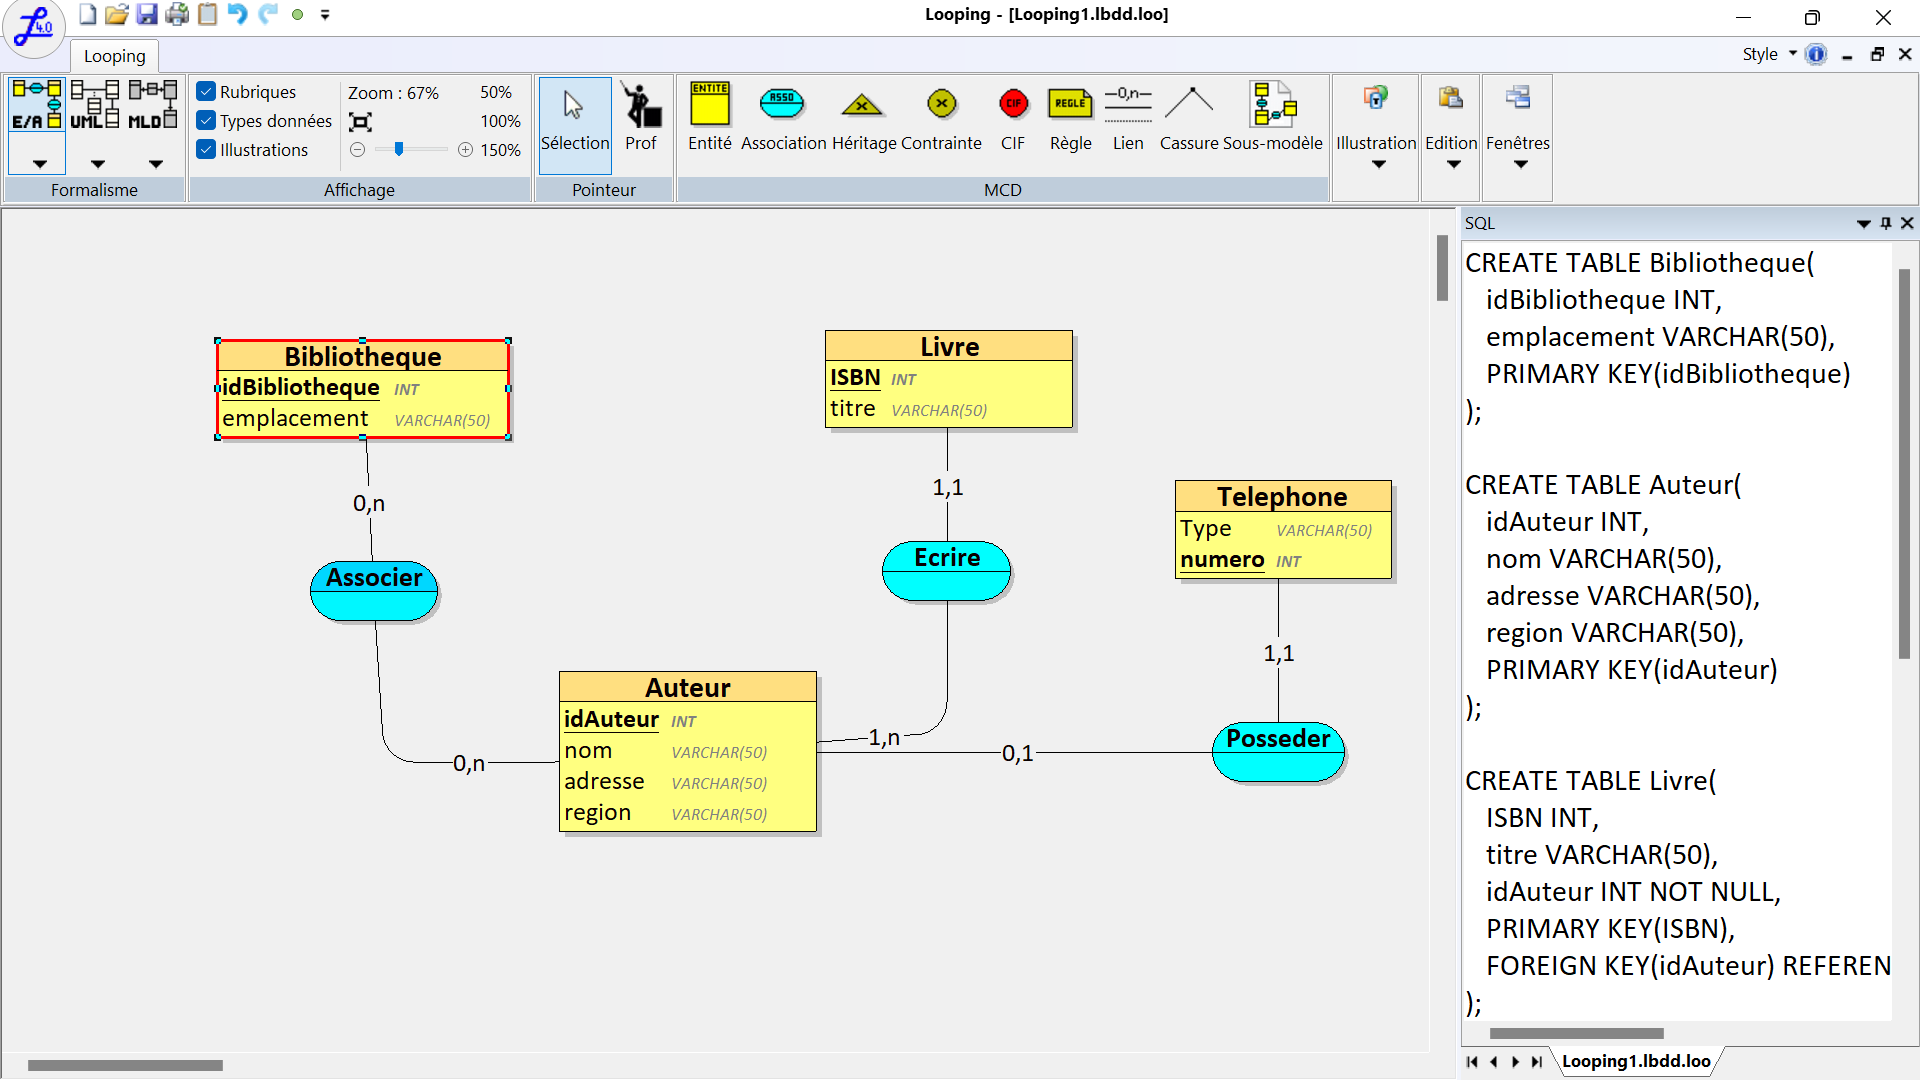 Looping - [Looping1.lbdd.loo]
4.0
Looping
Style
E/A
UML
MLD
Formalisme
Rubriques
Types données
Illustrations
Zoom : 67%
50%
100%
150%
Affichage
Sélection
Prof
Pointeur
ENTITE
Entité
ASSO
Association
Héritage
Contrainte
CIF
CIF
REGLE
Règle
0,n
Lien
Cassure
Sous-modèle
MCD
Illustration
Edition
Fenêtres
Bibliotheque
idBibliotheque INT
emplacement VARCHAR(50)
0,n
Associer
0,n
Livre
ISBN INT
titre VARCHAR(50)
1,1
Ecrire
1,n
Telephone
Type VARCHAR(50)
numero INT
1,1
Posseder
0,1
Auteur
idAuteur INT
nom VARCHAR(50)
adresse VARCHAR(50)
region VARCHAR(50)
SQL
CREATE TABLE Bibliotheque(
idBibliotheque INT,
emplacement VARCHAR(50),
PRIMARY KEY(idBibliotheque)
);
CREATE TABLE Auteur(
idAuteur INT,
nom VARCHAR(50),
adresse VARCHAR(50),
region VARCHAR(50),
PRIMARY KEY(idAuteur)
);
CREATE TABLE Livre(
ISBN INT,
titre VARCHAR(50),
idAuteur INT NOT NULL,
PRIMARY KEY(ISBN),
FOREIGN KEY(idAuteur) REFEREN
);
Looping1.lbdd.loo